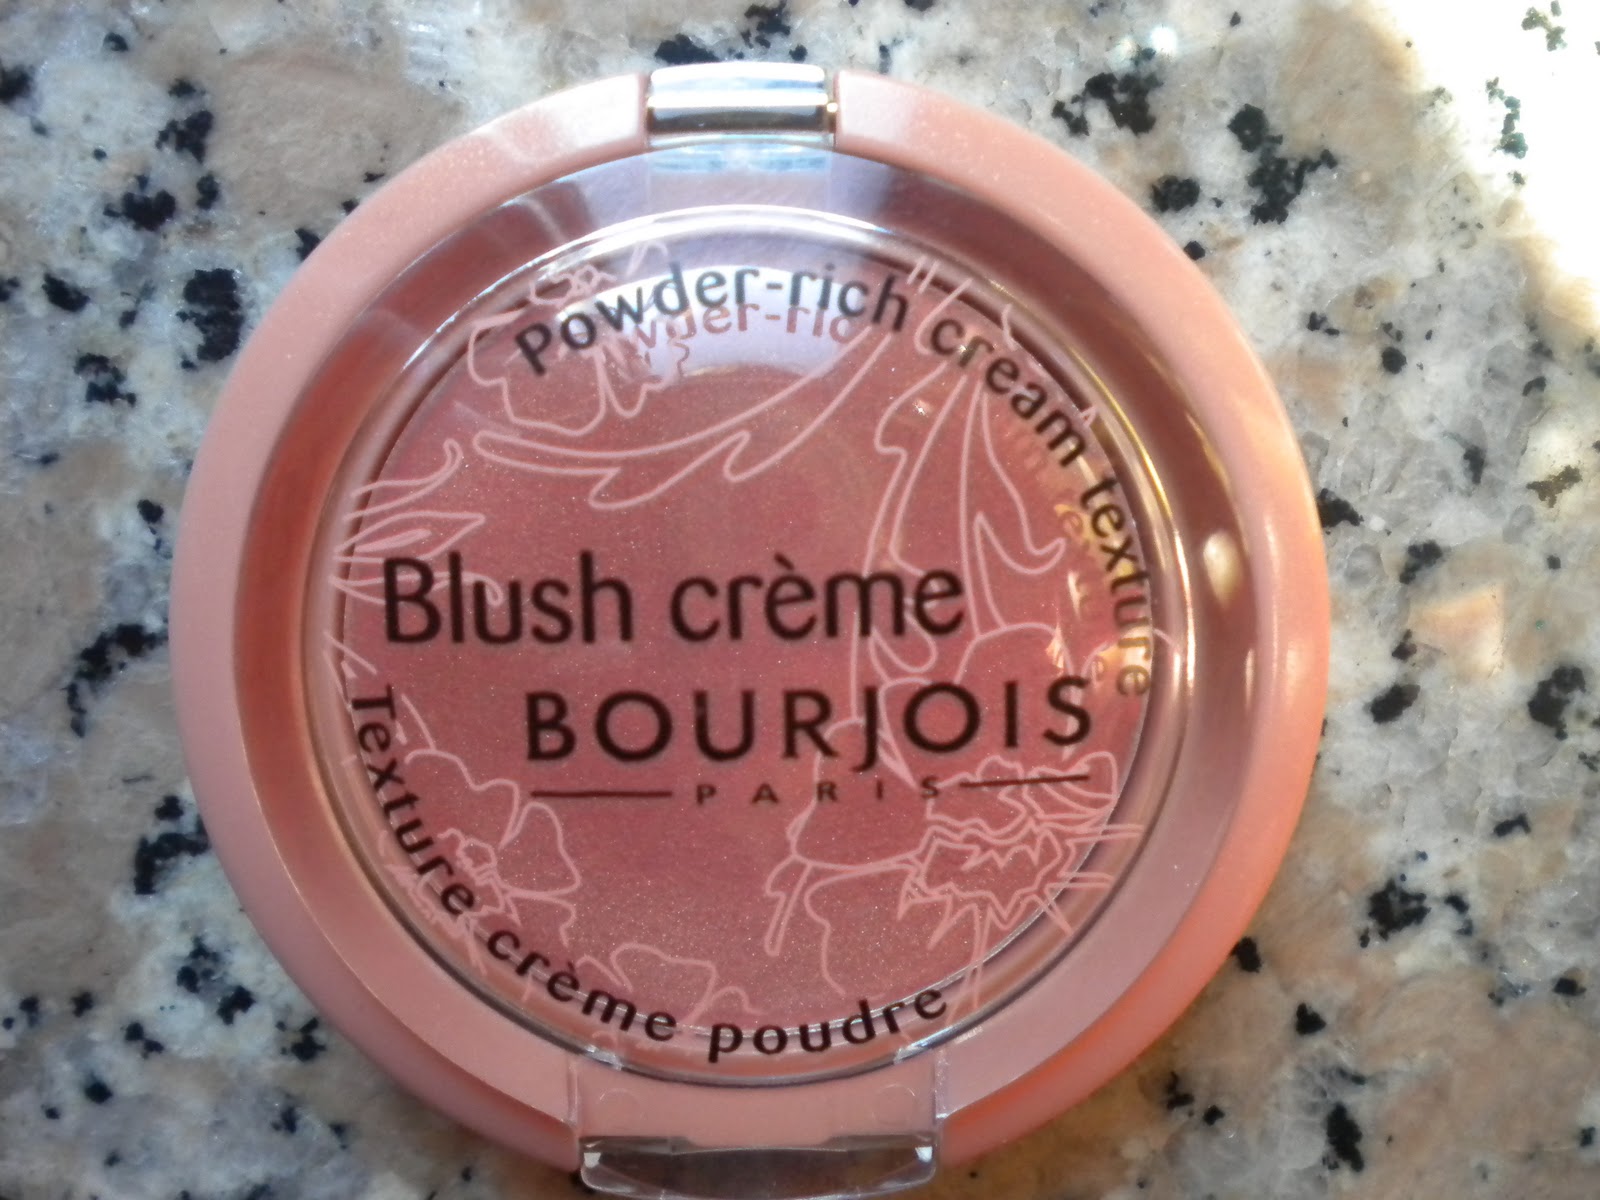 Powder-rich cream texture
Blush crème
BOURJOIS
PARIS
Texture crème poudre